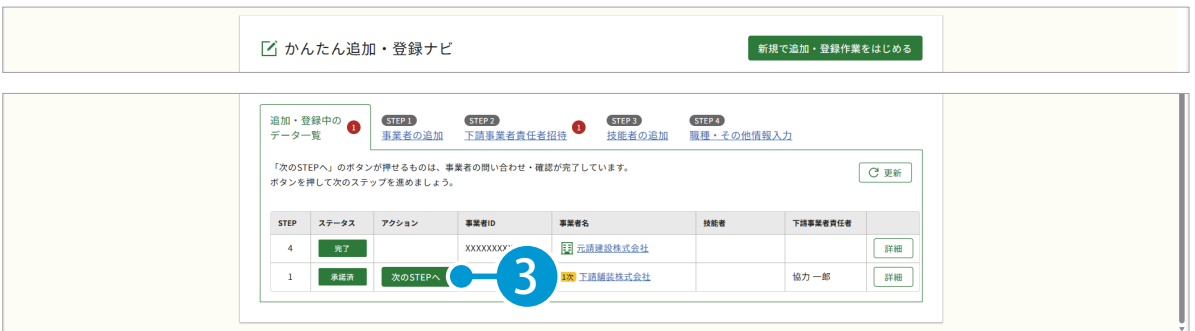 かんたん追加・登録ナビ
新規で追加・登録作業をはじめる
追加・登録中の
データ一覧
1
STEP 1
事業者の追加
STEP 2
下請事業者責任者招待
1
STEP 3
技能者の追加
STEP 4
職種・その他情報入力
「次のSTEPへ」のボタンが押せるものは、事業者の問い合わせ・確認が完了しています。
ボタンを押して次のステップを進めましょう。
更新
STEP ステータス アクション 事業者ID 事業者名 技能者 下請事業者責任者
4 完了 XXXXXXXX 元請建設株式会社 詳細
1 承諾済 次のSTEPへ 3 1次 下請舗装株式会社 協力 一郎 詳細